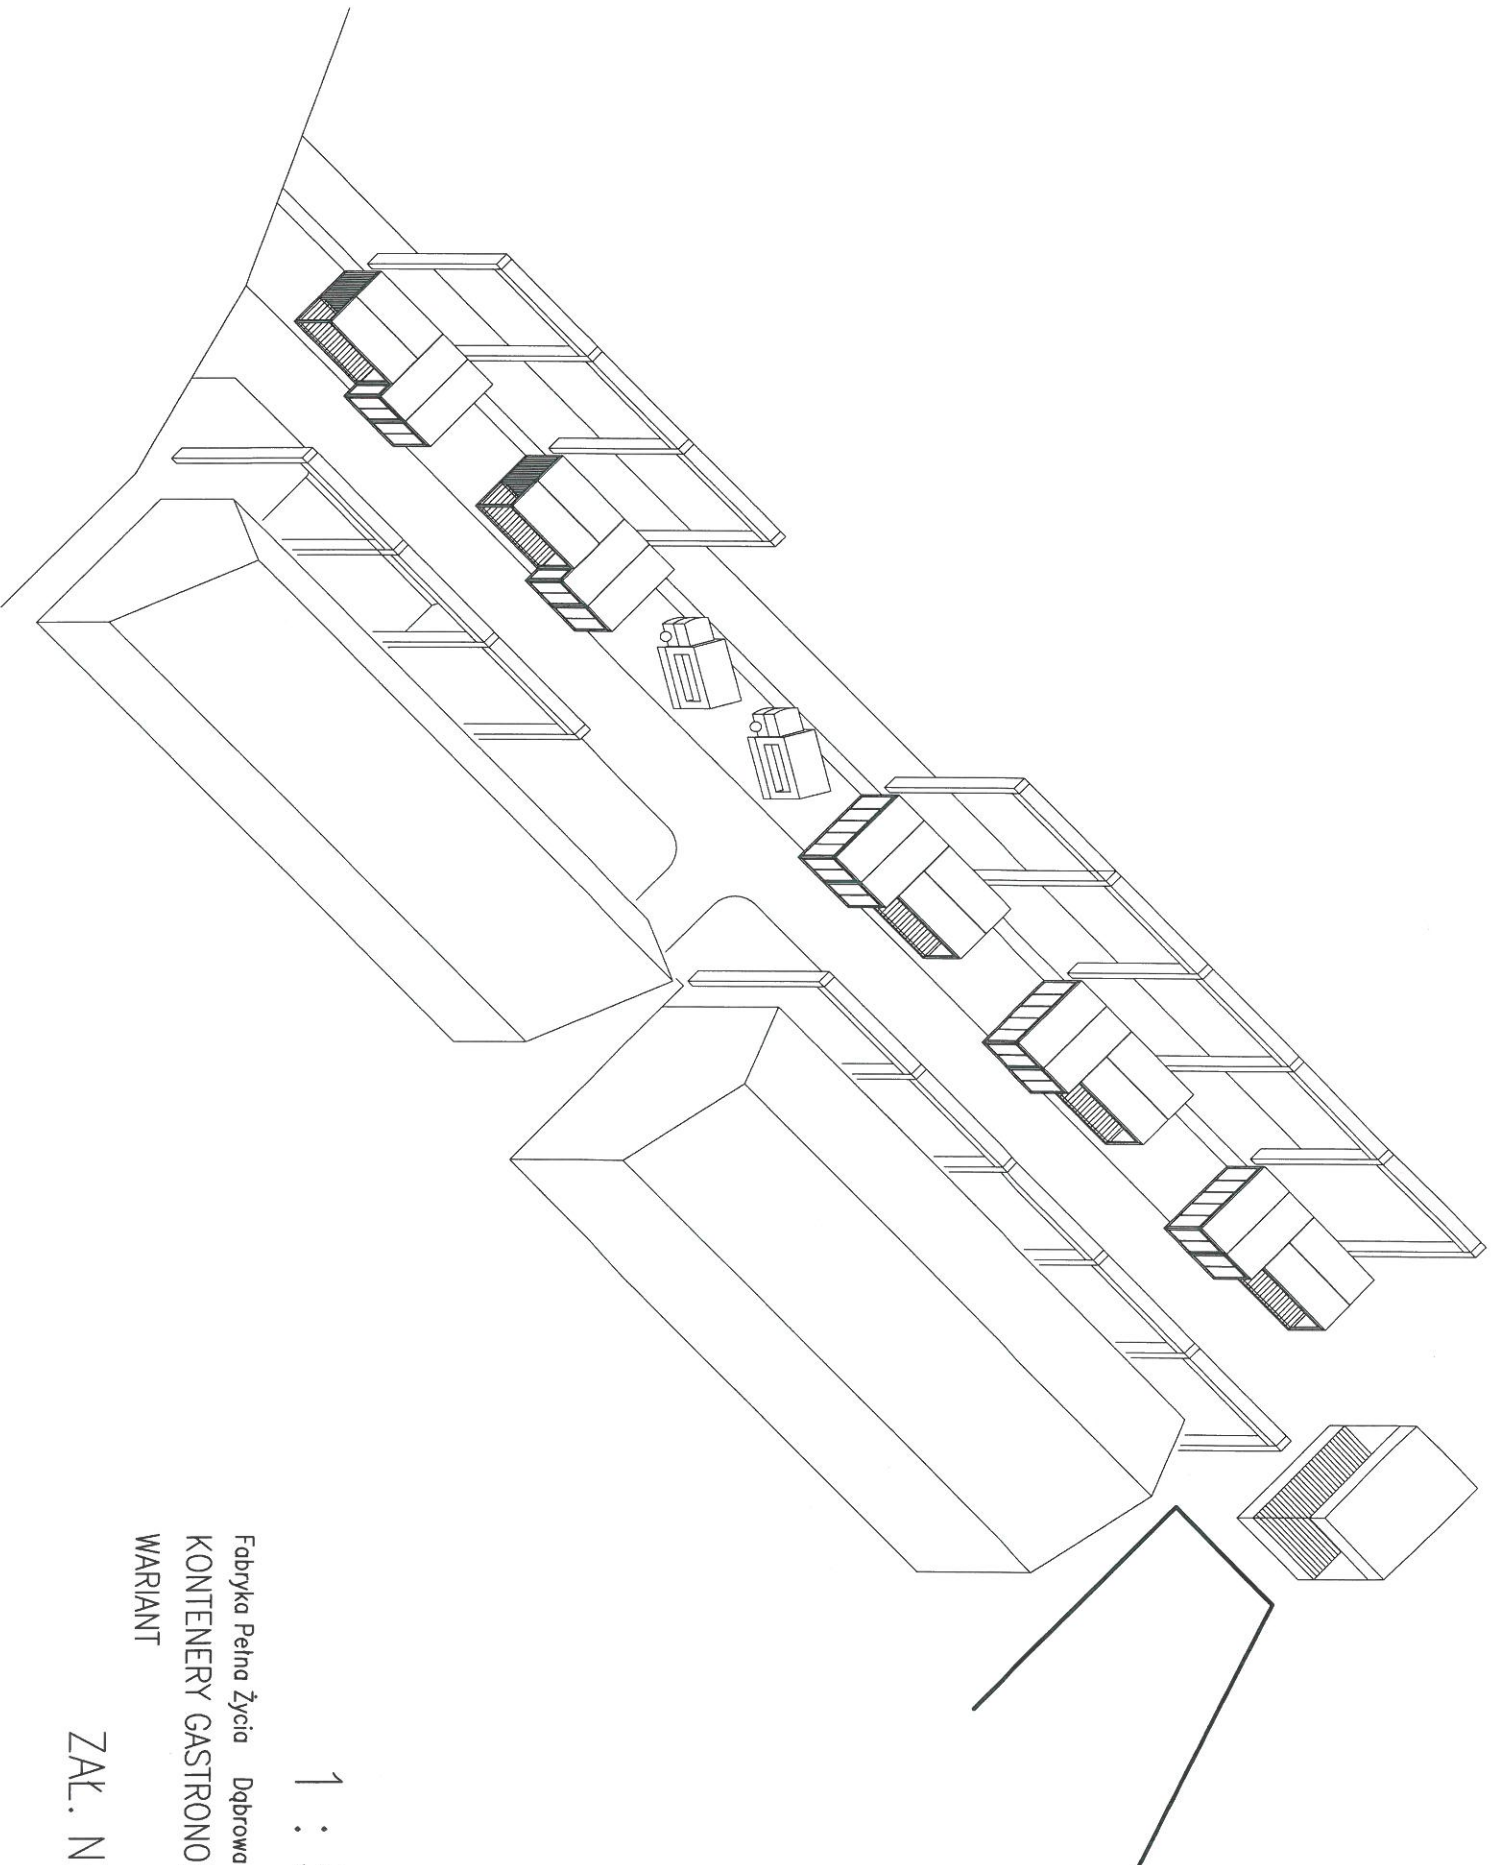 1 :
Fabryka Pełna Życia Dąbrowa
KONTENERY GASTRONO
WARIANT
ZAŁ. N